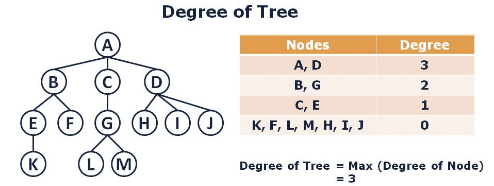 Degree of Tree
A
B C D
E F G H I J
K L M
Nodes Degree
A, D 3
B, G 2
C, E 1
K, F, L, M, H, I, J 0
Degree of Tree = Max (Degree of Node)
= 3